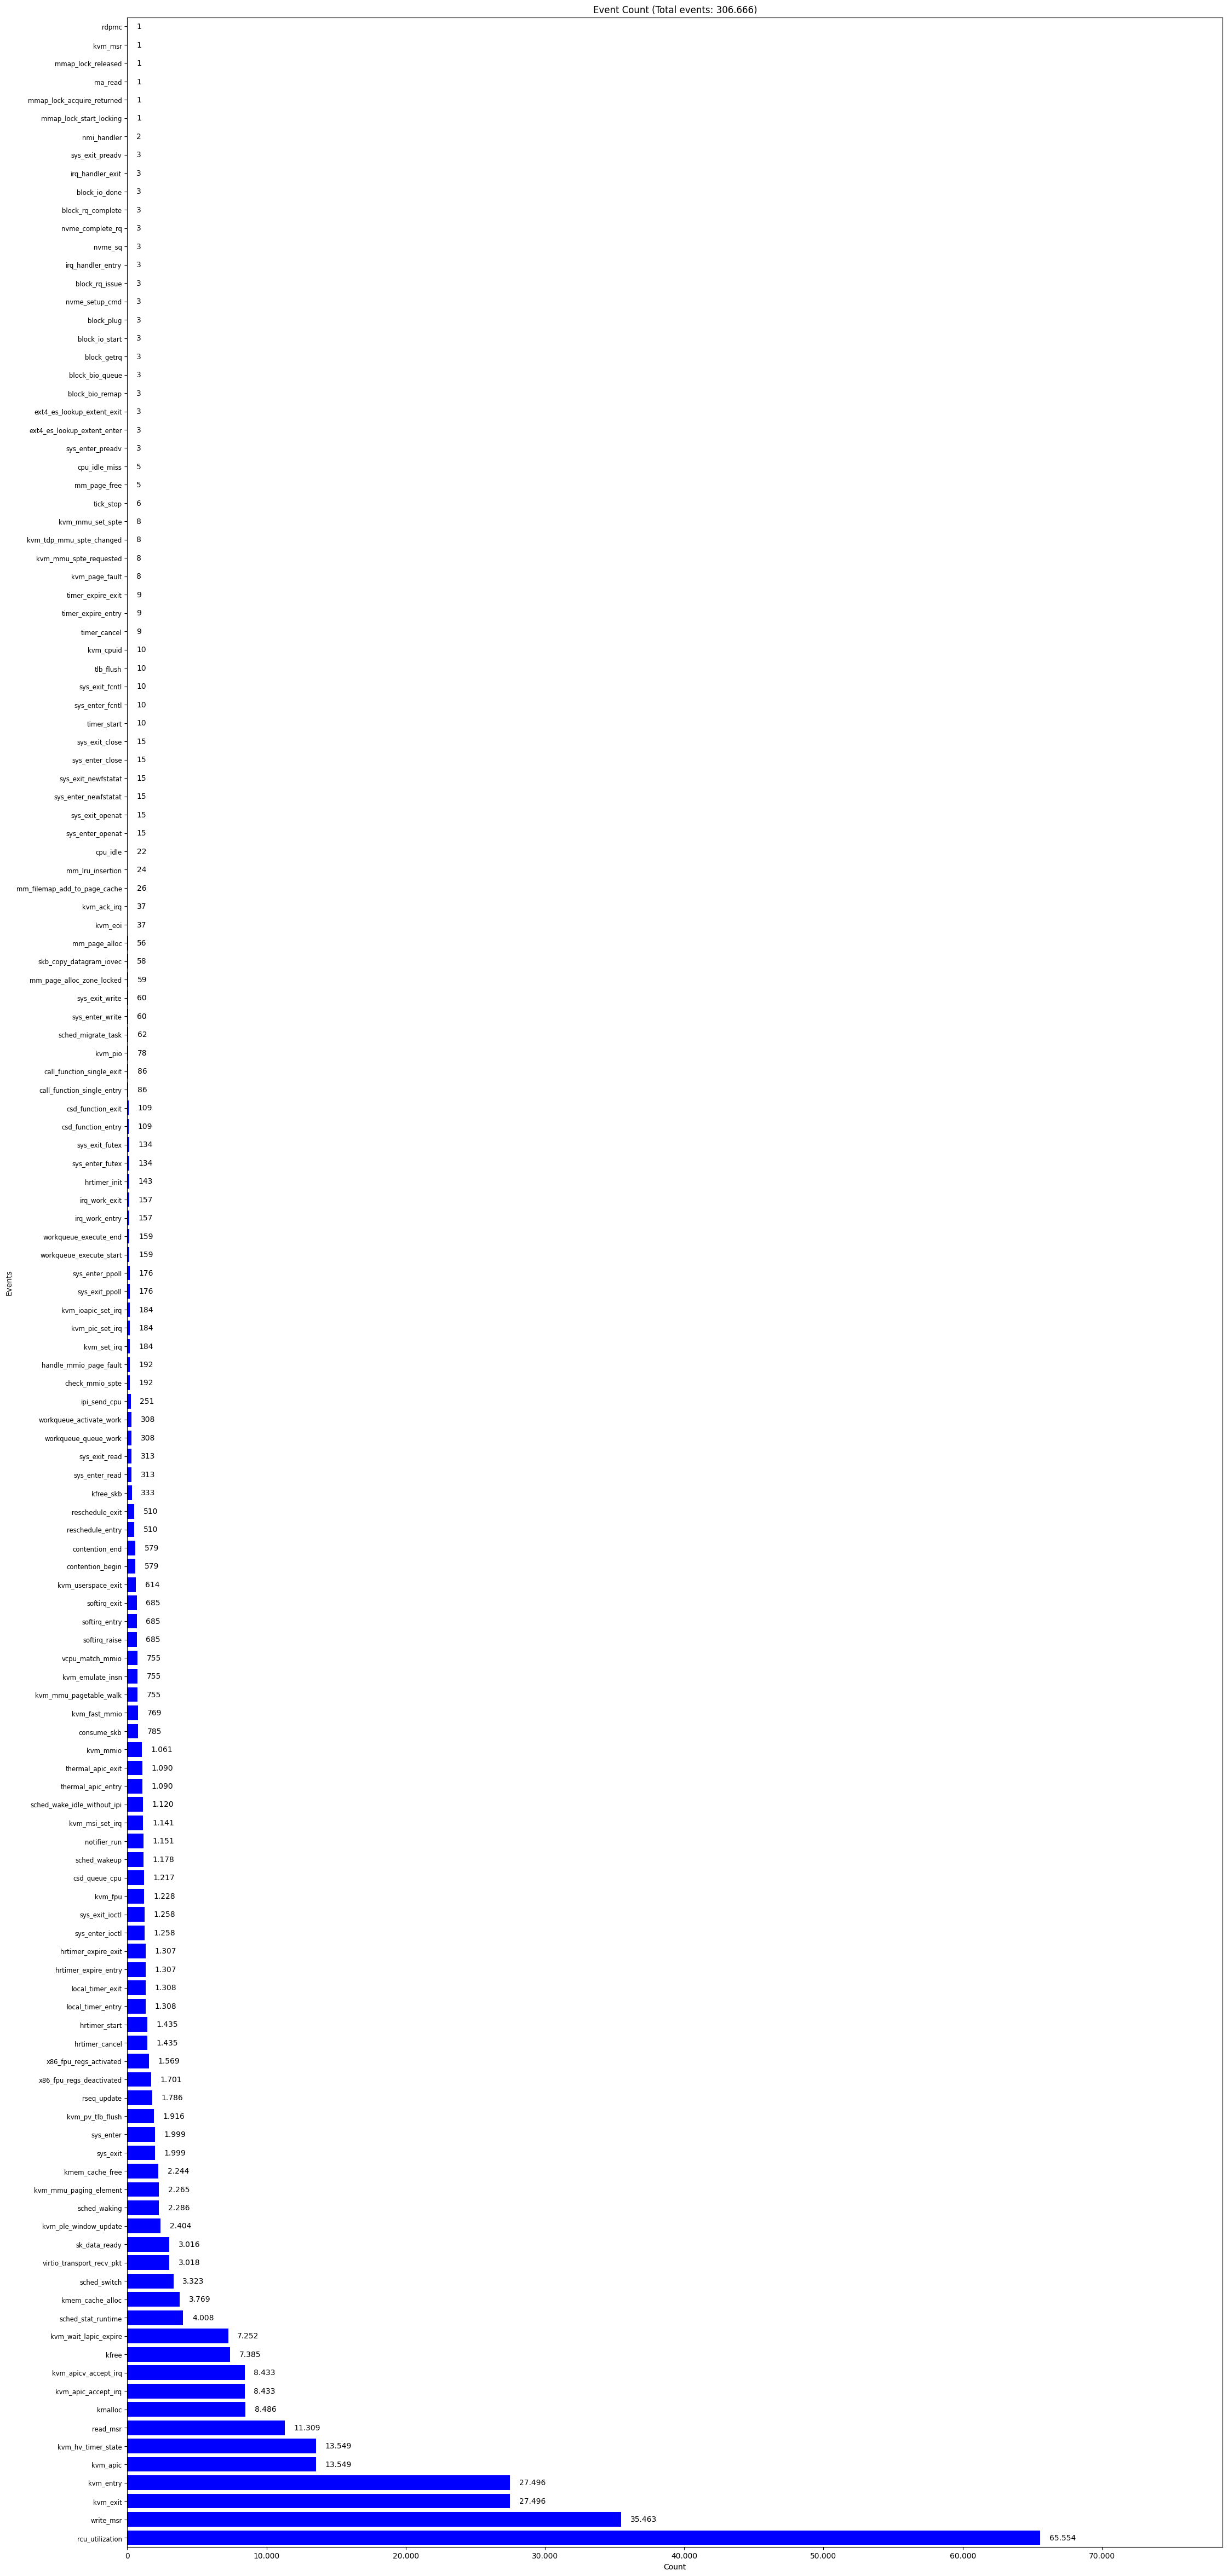 Event Count (Total events: 306.666)
rdpmc 1
kvm_msr 1
mmap_lock_released 1
ma_read 1
mmap_lock_acquire_returned 1
mmap_lock_start_locking 1
nmi_handler 2
sys_exit_preadv 3
irq_handler_exit 3
block_io_done 3
block_rq_complete 3
nvme_complete_rq 3
nvme_sq 3
irq_handler_entry 3
block_rq_issue 3
nvme_setup_cmd 3
block_plug 3
block_io_start 3
block_getrq 3
block_bio_queue 3
block_bio_remap 3
ext4_es_lookup_extent_exit 3
ext4_es_lookup_extent_enter 3
sys_enter_preadv 3
cpu_idle_miss 5
mm_page_free 5
tick_stop 6
kvm_mmu_set_spte 8
kvm_tdp_mmu_spte_changed 8
kvm_mmu_spte_requested 8
kvm_page_fault 8
timer_expire_exit 9
timer_expire_entry 9
timer_cancel 9
kvm_cpuid 10
tlb_flush 10
sys_exit_fcntl 10
sys_enter_fcntl 10
timer_start 10
sys_exit_close 15
sys_enter_close 15
sys_exit_newfstatat 15
sys_enter_newfstatat 15
sys_exit_openat 15
sys_enter_openat 15
cpu_idle 22
mm_lru_insertion 24
mm_filemap_add_to_page_cache 26
kvm_ack_irq 37
kvm_eoi 37
mm_page_alloc 56
skb_copy_datagram_iovec 58
mm_page_alloc_zone_locked 59
sys_exit_write 60
sys_enter_write 60
sched_migrate_task 62
kvm_pio 78
call_function_single_exit 86
call_function_single_entry 86
csd_function_exit 109
csd_function_entry 109
sys_exit_futex 134
sys_enter_futex 134
hrtimer_init 143
irq_work_exit 157
irq_work_entry 157
workqueue_execute_end 159
workqueue_execute_start 159
sys_enter_ppoll 176
Events
sys_exit_ppoll 176
kvm_ioapic_set_irq 184
kvm_pic_set_irq 184
kvm_set_irq 184
handle_mmio_page_fault 192
check_mmio_spte 192
ipi_send_cpu 251
workqueue_activate_work 308
workqueue_queue_work 308
sys_exit_read 313
sys_enter_read 313
kfree_skb 333
reschedule_exit 510
reschedule_entry 510
contention_end 579
contention_begin 579
kvm_userspace_exit 614
softirq_exit 685
softirq_entry 685
softirq_raise 685
vcpu_match_mmio 755
kvm_emulate_insn 755
kvm_mmu_pagetable_walk 755
kvm_fast_mmio 769
consume_skb 785
kvm_mmio 1.061
thermal_apic_exit 1.090
thermal_apic_entry 1.090
sched_wake_idle_without_ipi 1.120
kvm_msi_set_irq 1.141
notifier_run 1.151
sched_wakeup 1.178
csd_queue_cpu 1.217
kvm_fpu 1.228
sys_exit_ioctl 1.258
sys_enter_ioctl 1.258
hrtimer_expire_exit 1.307
hrtimer_expire_entry 1.307
local_timer_exit 1.308
local_timer_entry 1.308
hrtimer_start 1.435
hrtimer_cancel 1.435
x86_fpu_regs_activated 1.569
x86_fpu_regs_deactivated 1.701
rseq_update 1.786
kvm_pv_tlb_flush 1.916
sys_enter 1.999
sys_exit 1.999
kmem_cache_free 2.244
kvm_mmu_paging_element 2.265
sched_waking 2.286
kvm_ple_window_update 2.404
sk_data_ready 3.016
virtio_transport_recv_pkt 3.018
sched_switch 3.323
kmem_cache_alloc 3.769
sched_stat_runtime 4.008
kvm_wait_lapic_expire 7.252
kfree 7.385
kvm_apicv_accept_irq 8.433
kvm_apic_accept_irq 8.433
kmalloc 8.486
read_msr 11.309
kvm_hv_timer_state 13.549
kvm_apic 13.549
kvm_entry 27.496
kvm_exit 27.496
write_msr 35.463
rcu_utilization 65.554
0 10.000 20.000 30.000 40.000 50.000 60.000 70.000
Count